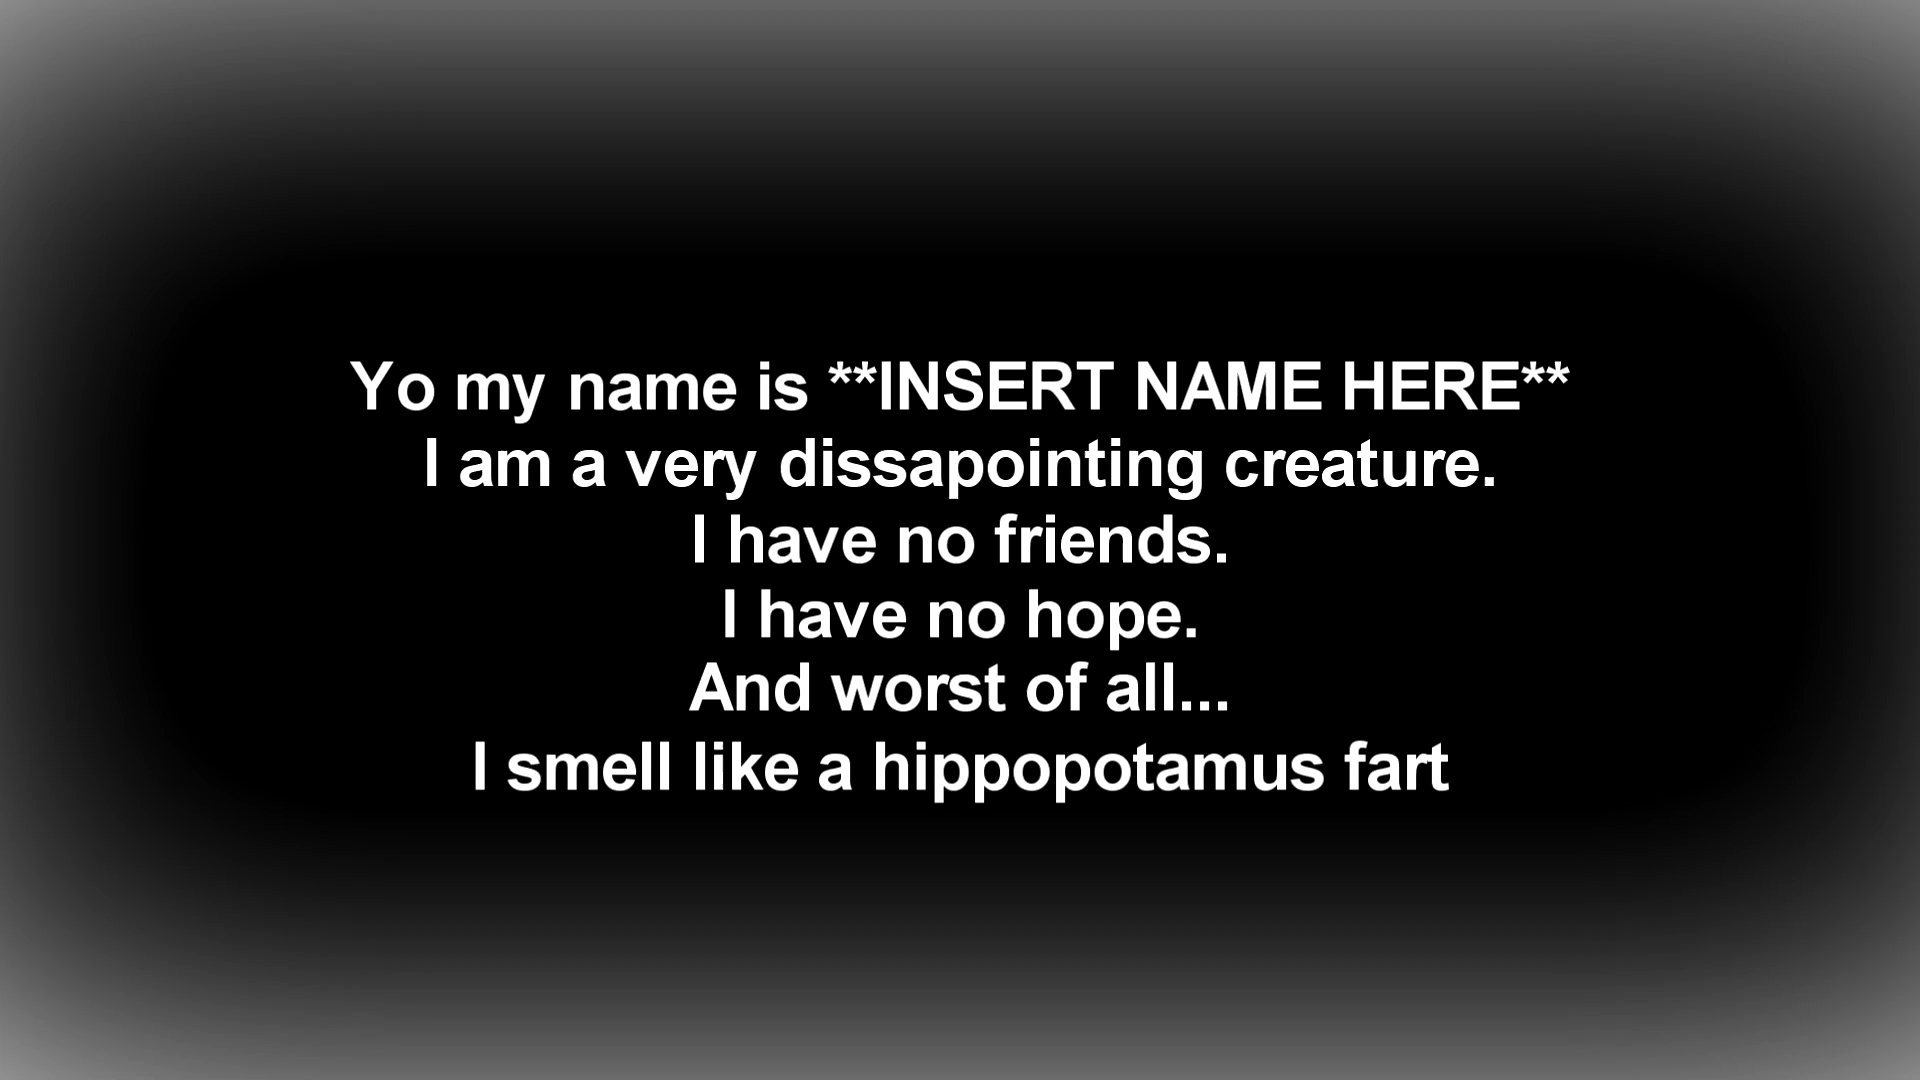 Yo my name is **INSERT NAME HERE**
I am a very dissapointing creature.
I have no friends.
I have no hope.
And worst of all...
I smell like a hippopotamus fart